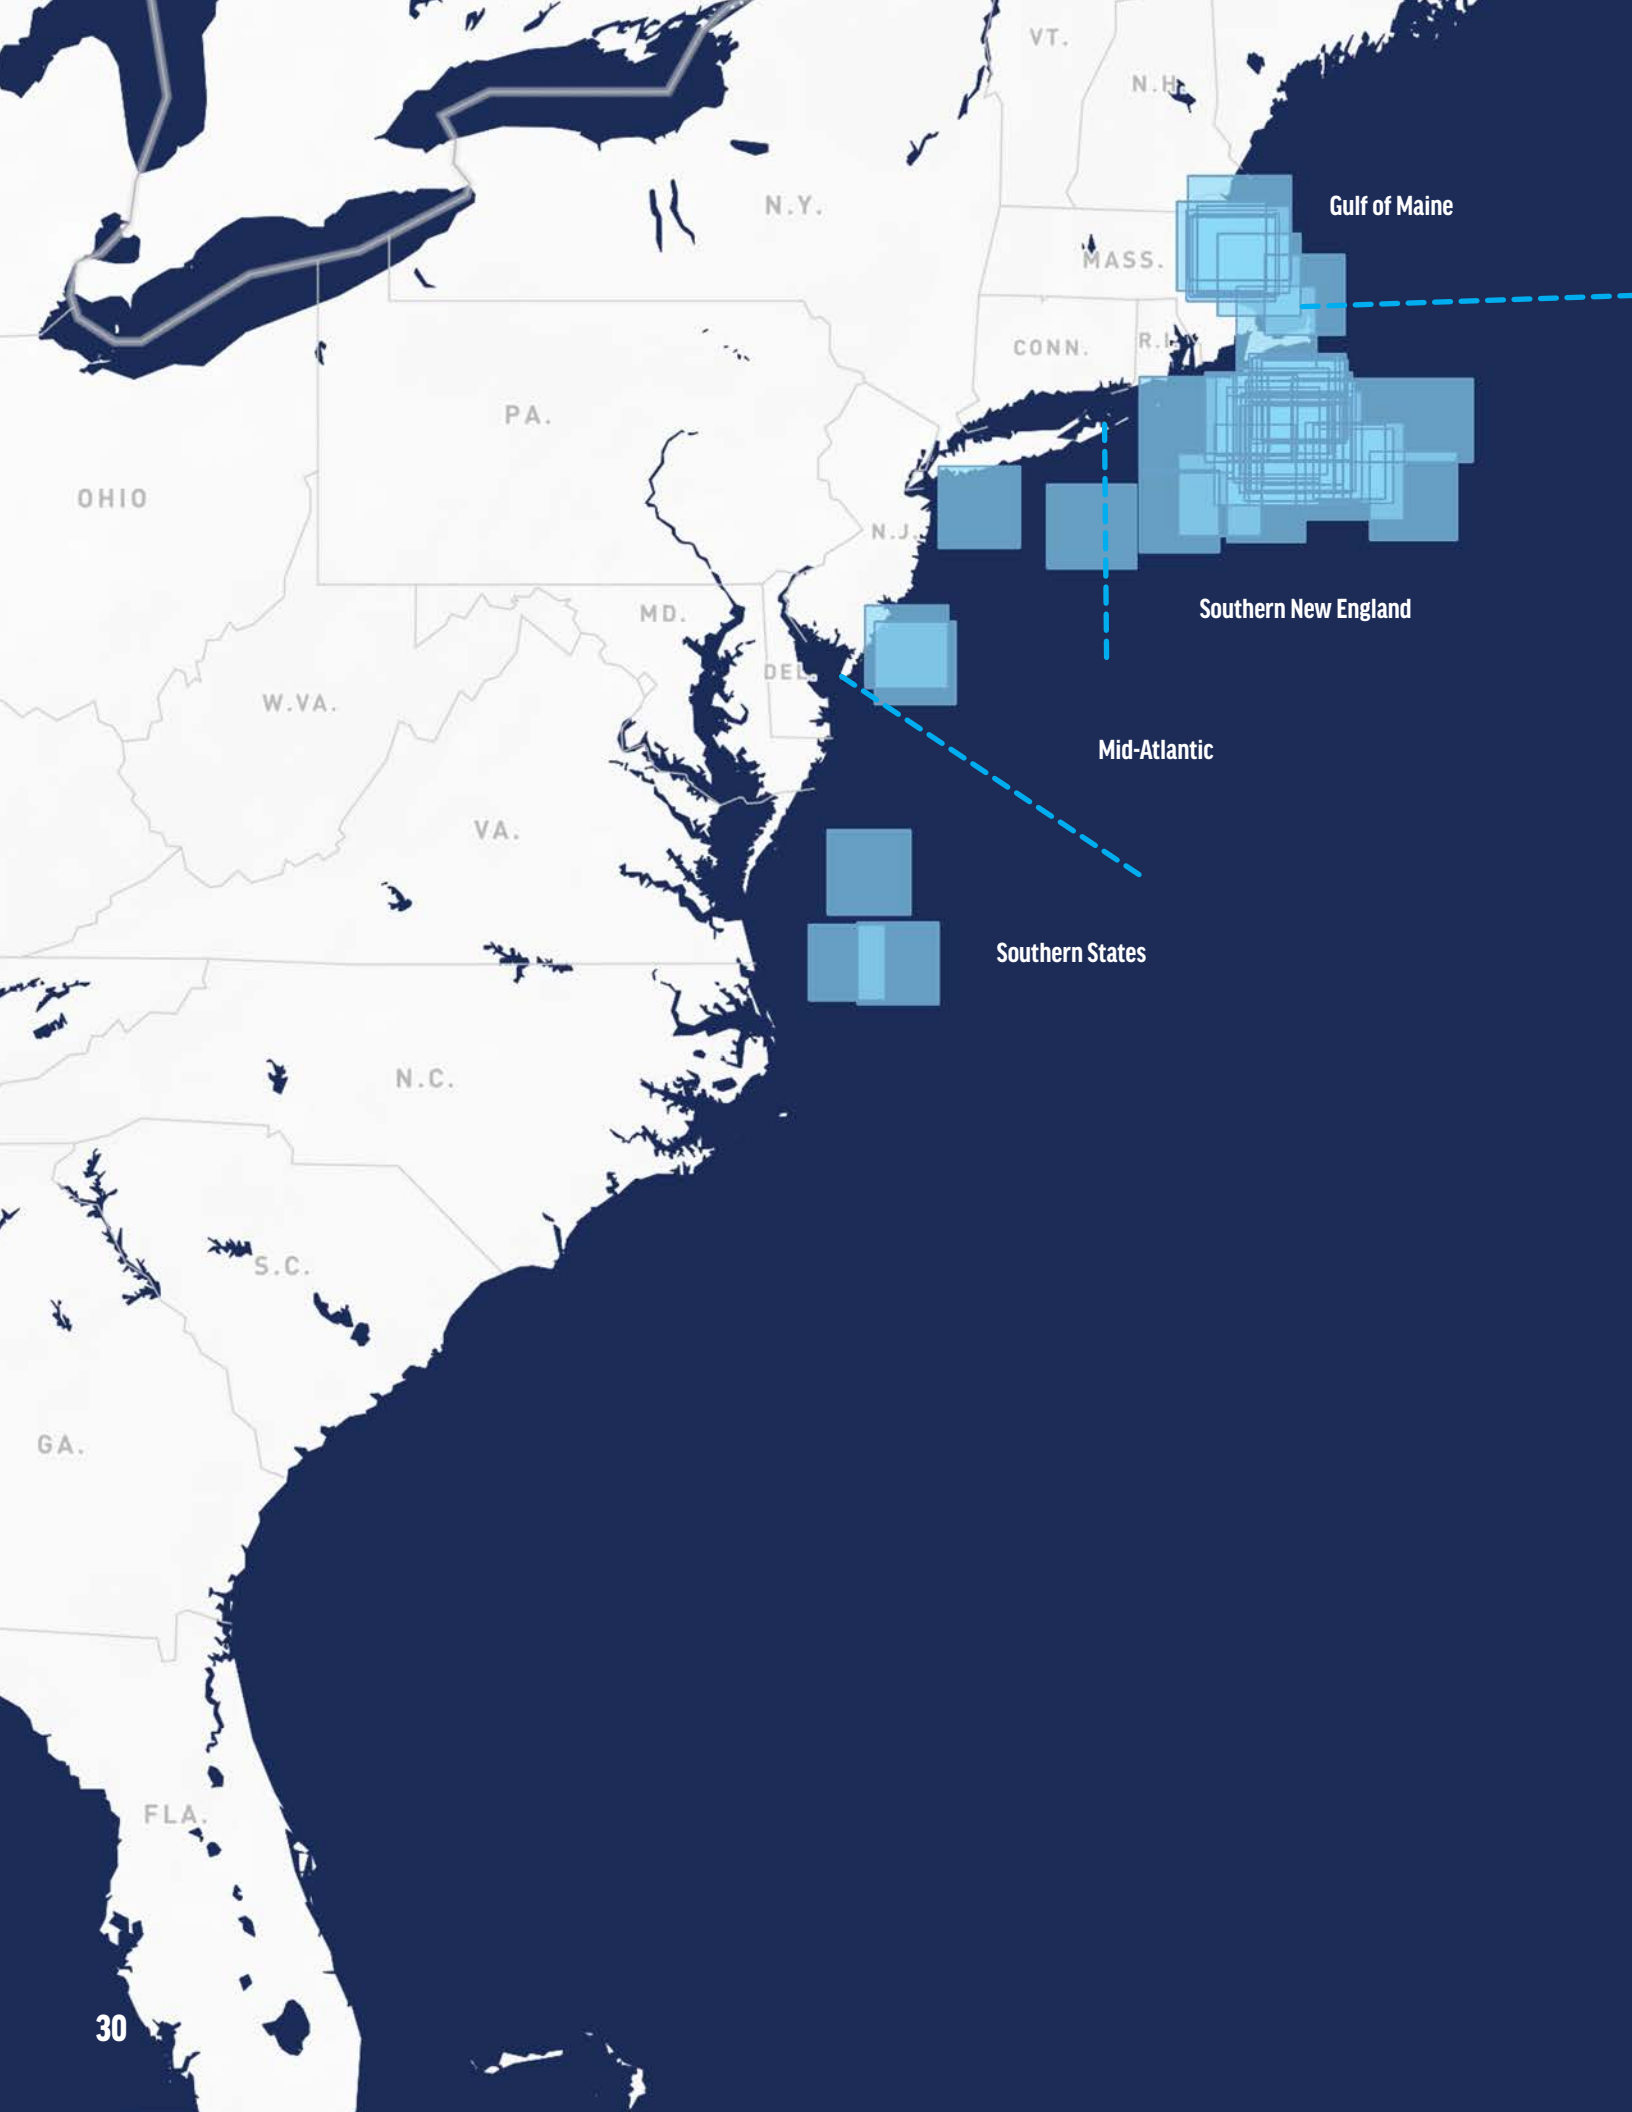 VT.
N.H.
N.Y.
Gulf of Maine
MASS.
R.I.
CONN.
PA.
OHIO
N.J.
Southern New England
MD.
DEL.
W.VA.
Mid-Atlantic
VA.
Southern States
N.C.
S.C.
GA.
FLA.
30